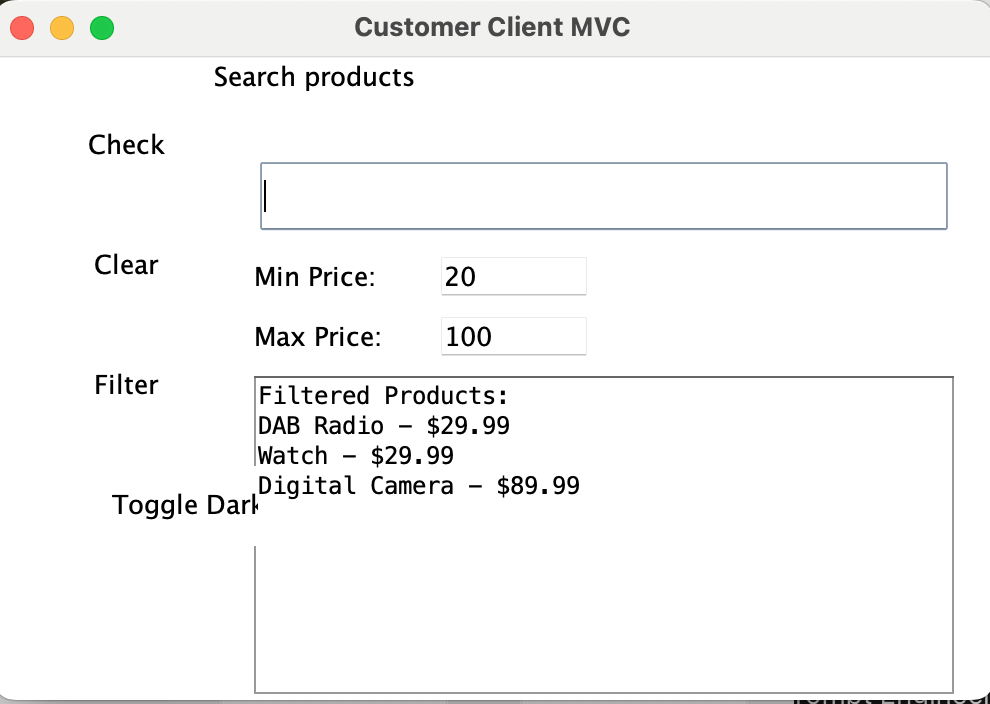 Customer Client MVC
Search products
Check
Clear
Min Price: 20
Max Price: 100
Filter
Filtered Products:
DAB Radio – $29.99
Watch – $29.99
Digital Camera – $89.99
Toggle Dark